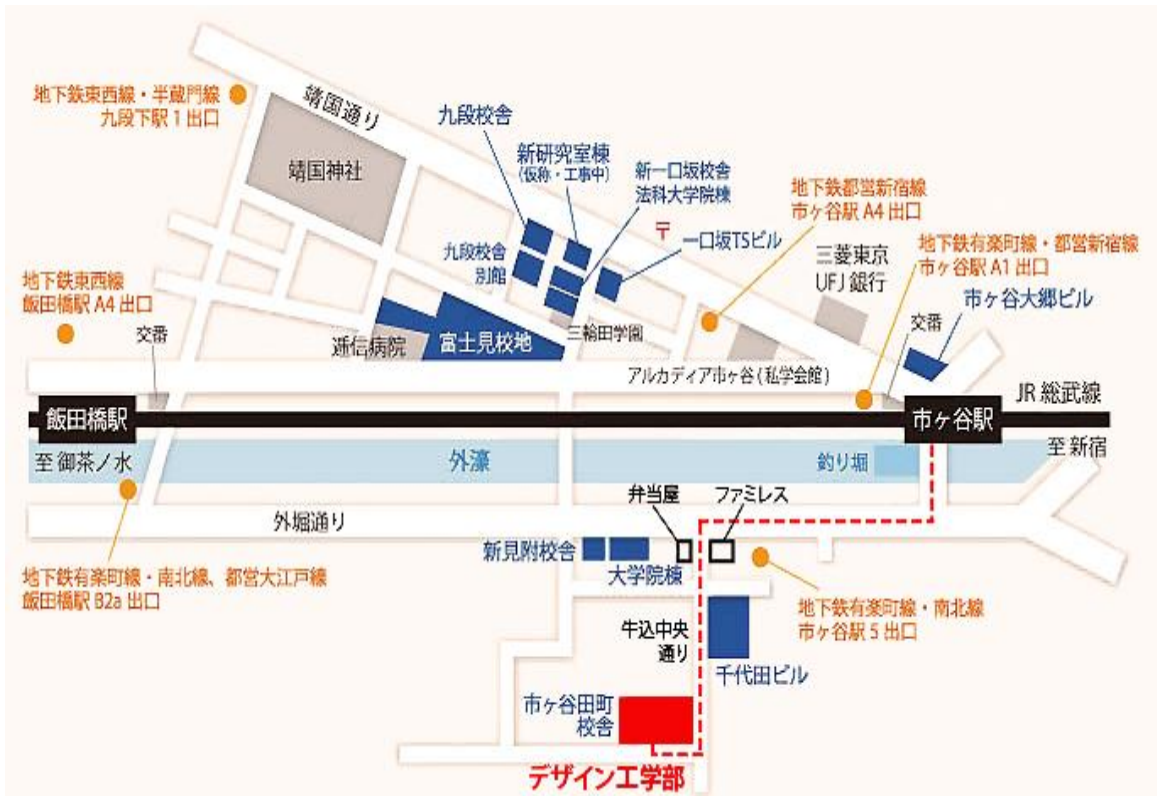 地下鉄東西線・半蔵門線
九段下駅1出口
靖国通り
靖国神社
九段校舎
新研究室棟
(仮称・工事中)
新一口坂校舎
法科大学院棟
〒
一口坂TSビル
地下鉄都営新宿線
市ヶ谷駅 A4 出口
三菱東京
UFJ 銀行
地下鉄有楽町線・都営新宿線
市ヶ谷駅 A1 出口
市ヶ谷大郷ビル
交番
九段校舎
別館
地下鉄東西線
飯田橋駅 A4 出口
交番
逓信病院
富士見校地
三輪田学園
アルカディア市ヶ谷(私学会館)
JR 総武線
飯田橋駅
市ヶ谷駅
至 御茶ノ水
外濠
釣り堀
至 新宿
外堀通り
弁当屋
ファミレス
新見附校舎
大学院棟
地下鉄有楽町線・南北線、都営大江戸線
飯田橋駅 B2a 出口
地下鉄有楽町線・南北線
市ヶ谷駅 5 出口
牛込中央
通り
千代田ビル
市ヶ谷田町
校舎
デザイン工学部